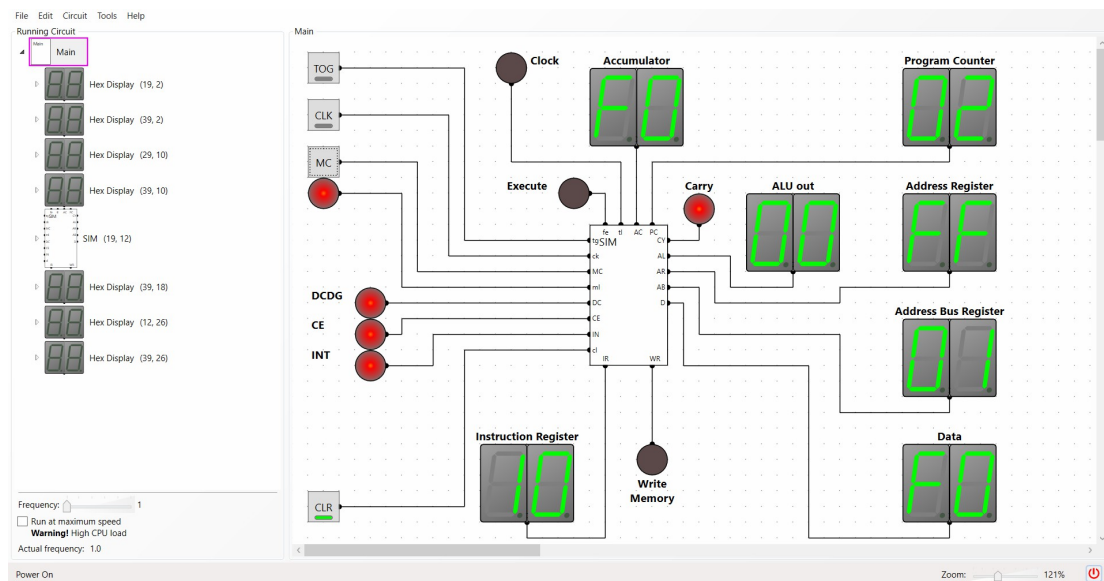 File Edit Circuit Tools Help
Running Circuit
Main
Main
Hex Display (19, 2)
Hex Display (39, 2)
Hex Display (29, 10)
Hex Display (39, 10)
SIM (19, 12)
Hex Display (39, 18)
Hex Display (12, 26)
Hex Display (39, 26)
Frequency: 1
Run at maximum speed
Warning! High CPU load
Actual frequency: 1.0
Power On
Main
TOG
Clock
Accumulator
F0
Program Counter
02
CLK
MC
Execute
Carry
ALU out
00
Address Register
FF
fe tl AC PC
tg SIM CY
ck AL
MC AR
ml AB
DC D
CE
IN
cl
IR WR
DCDG
CE
INT
Address Bus Register
01
Instruction Register
10
Write
Memory
Data
F0
CLR
Zoom: 121%